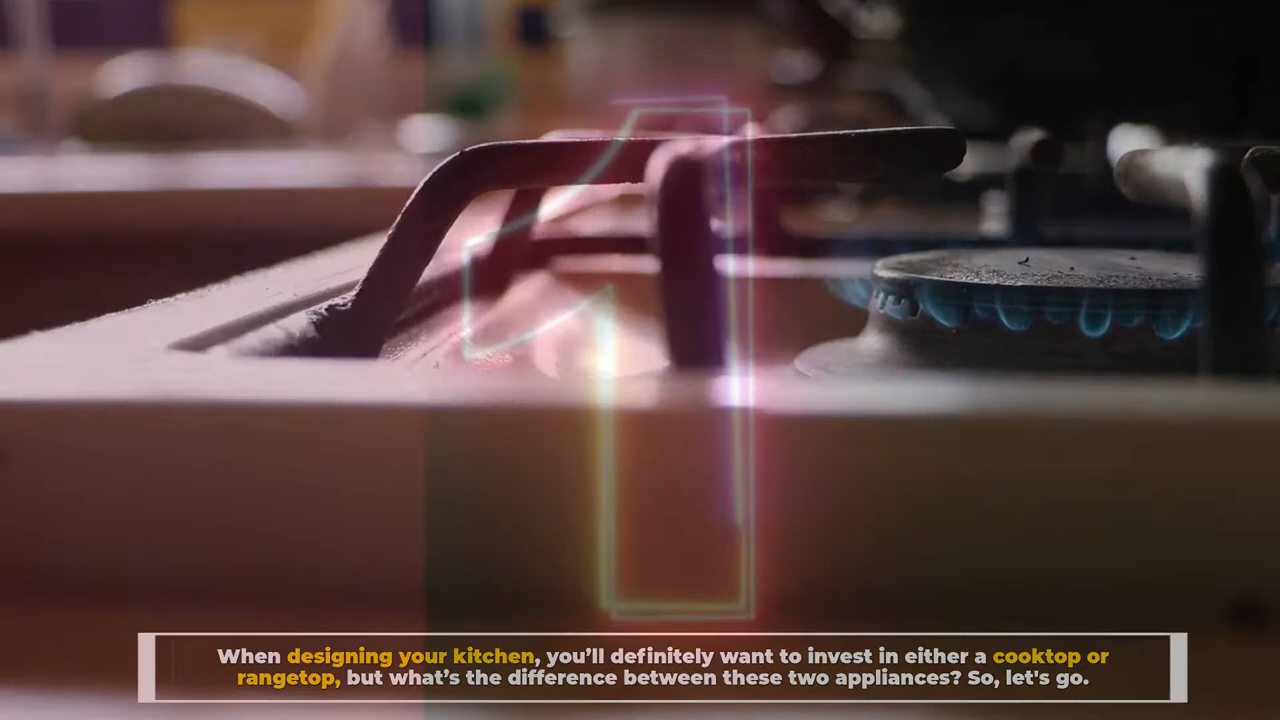 1
When designing your kitchen, you’ll definitely want to invest in either a cooktop or
rangetop, but what’s the difference between these two appliances? So, let's go.